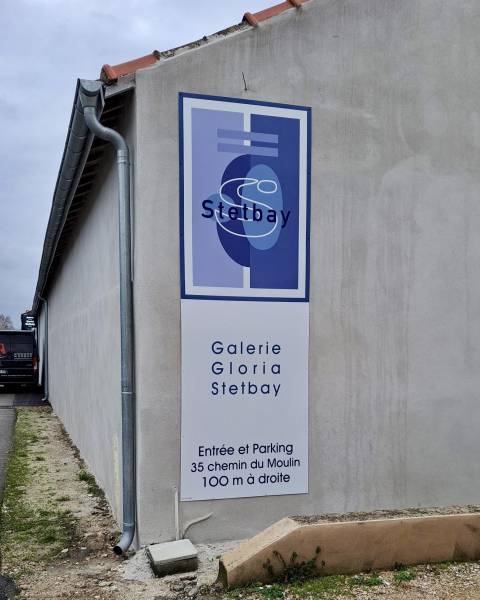 Stetbay
Galerie
Gloria
Stetbay
Entrée et Parking
35 chemin du Moulin
100 m à droite